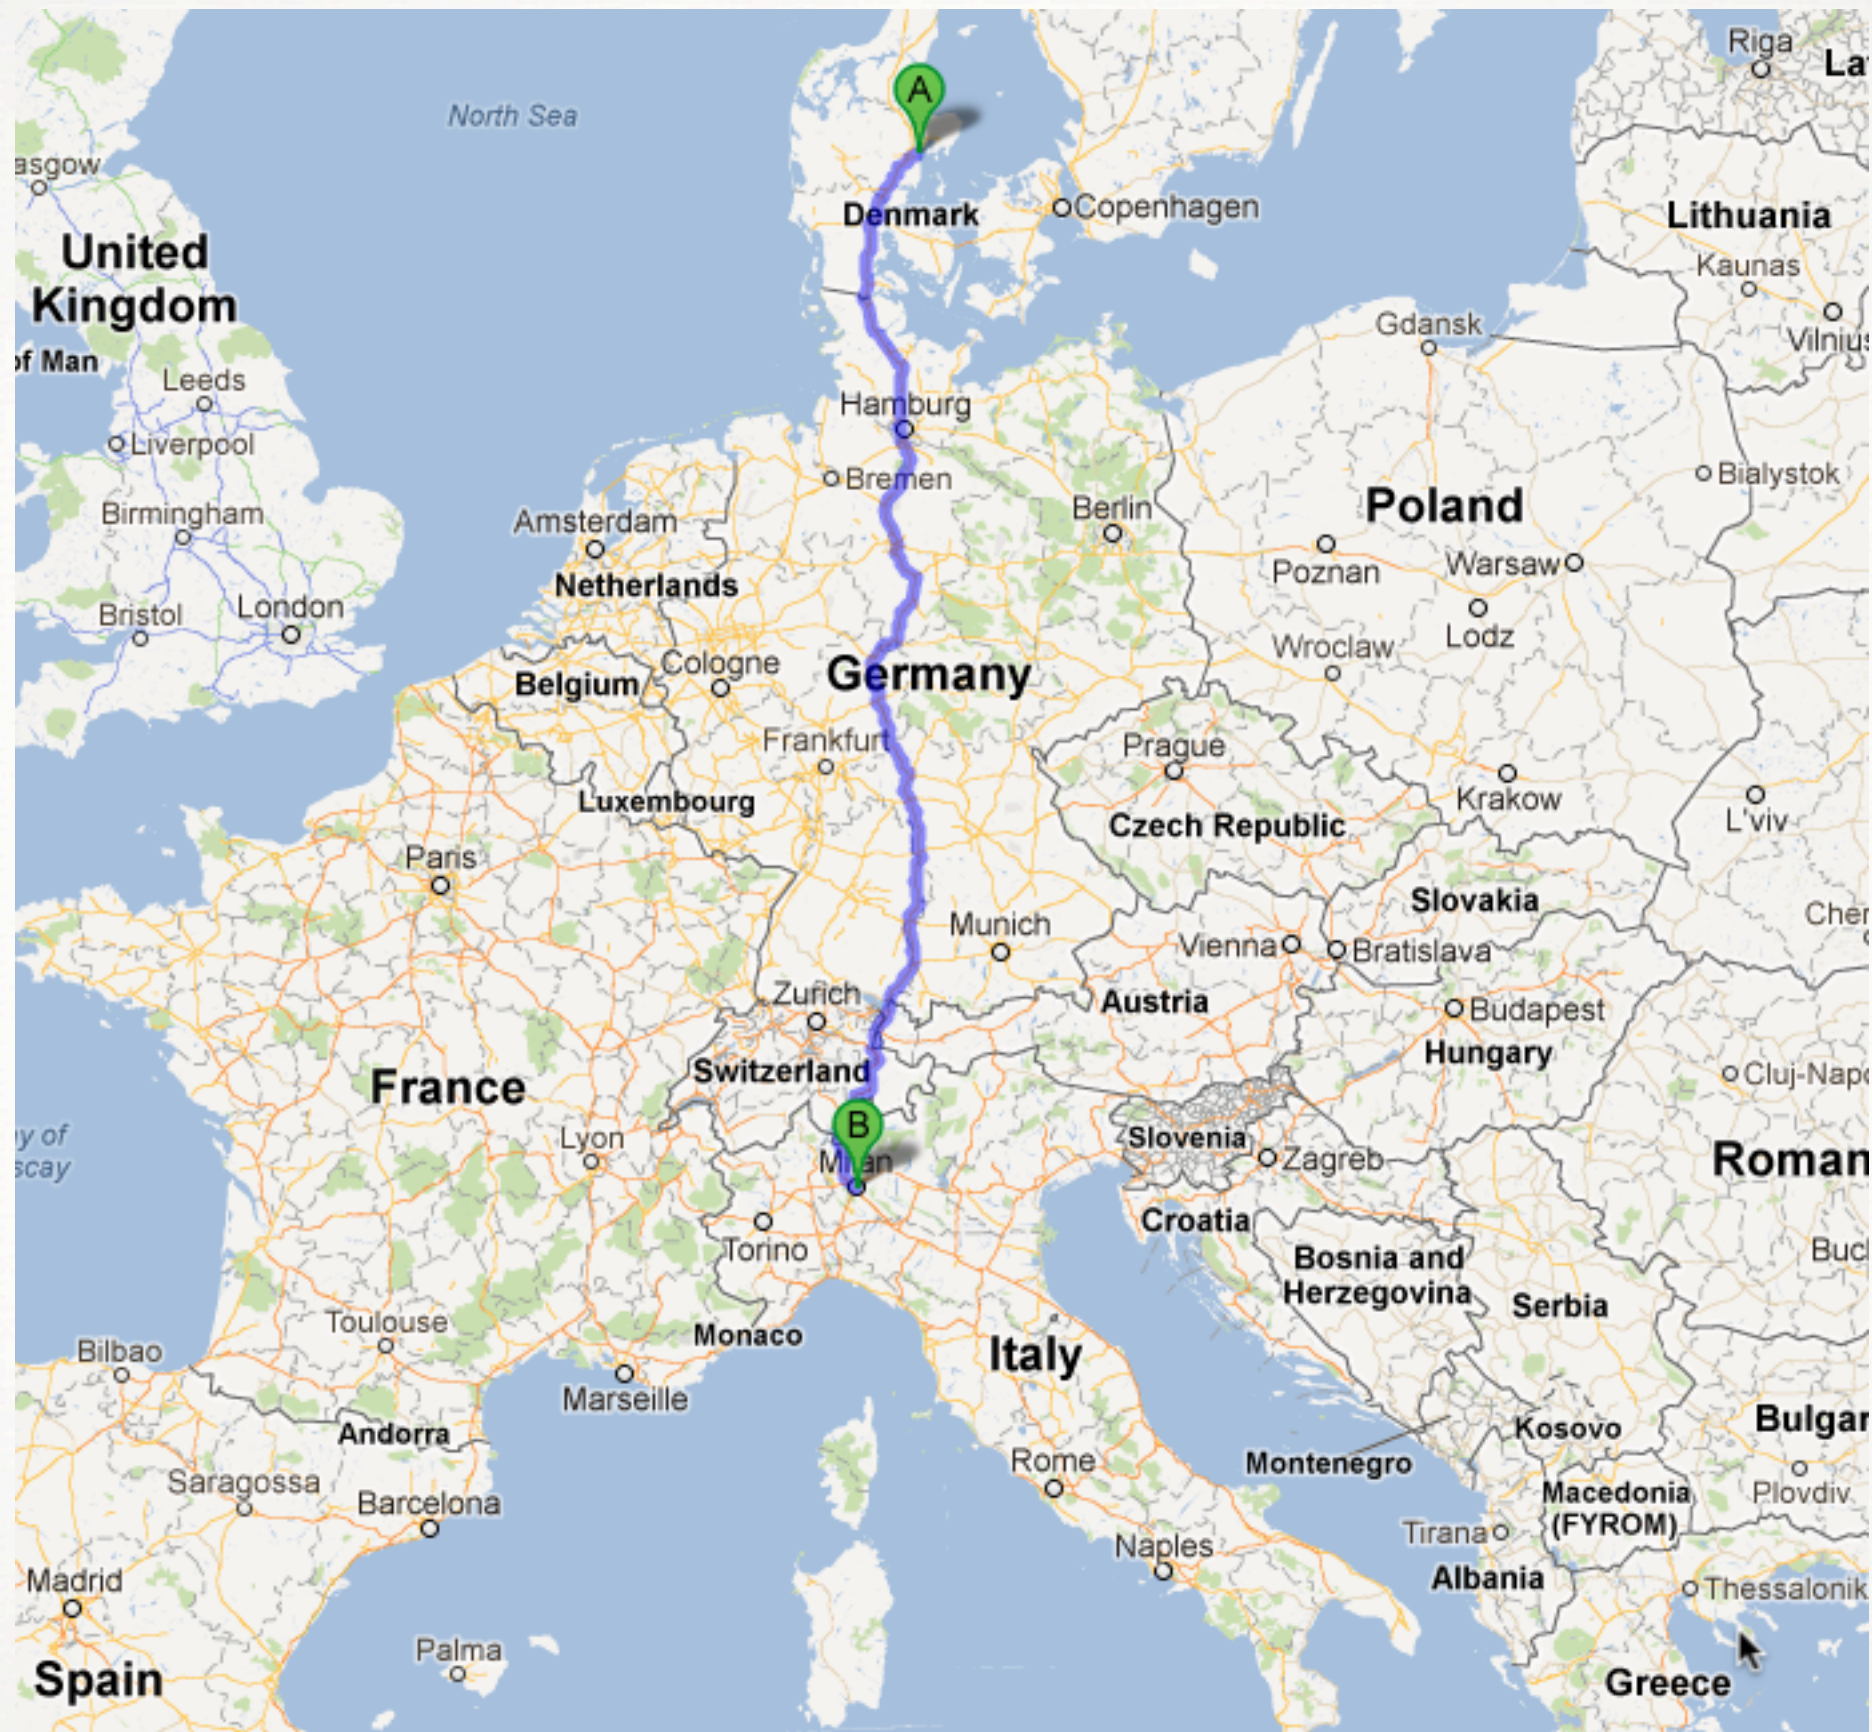 Riga
La
A
North Sea
asgow
Denmark
Copenhagen
Lithuania
United
Kingdom
Kaunas
Vilnius
Gdansk
of Man
Leeds
Hamburg
Liverpool
Bremen
Bialystok
Birmingham
Amsterdam
Berlin
Poland
Poznan
Warsaw
Netherlands
Bristol
London
Lodz
Wroclaw
Cologne
Germany
Belgium
Frankfurt
Prague
Luxembourg
Krakow
L'viv
Czech Republic
Paris
Slovakia
Cher
Munich
Vienna
Bratislava
Zurich
Austria
Budapest
Hungary
Switzerland
France
Cluj-Napo
B
ay of
scay
Lyon
Slovenia
Milan
Zagreb
Roman
Torino
Croatia
Bosnia and
Herzegovina
Bucl
Serbia
Toulouse
Monaco
Italy
Bilbao
Marseille
Andorra
Kosovo
Bulgar
Rome
Montenegro
Saragossa
Barcelona
Macedonia
(FYROM)
Plovdiv
Tirana
Naples
Albania
Madrid
Thessalonik
Palma
Spain
Greece